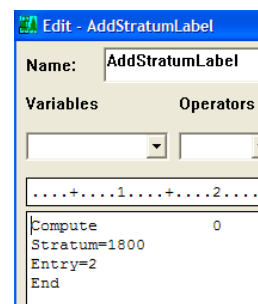 Edit - AddStratumLabel
Name: AddStratumLabel
Variables Operators
....+....1....+....2....
Compute 0
Stratum=1800
Entry=2
End